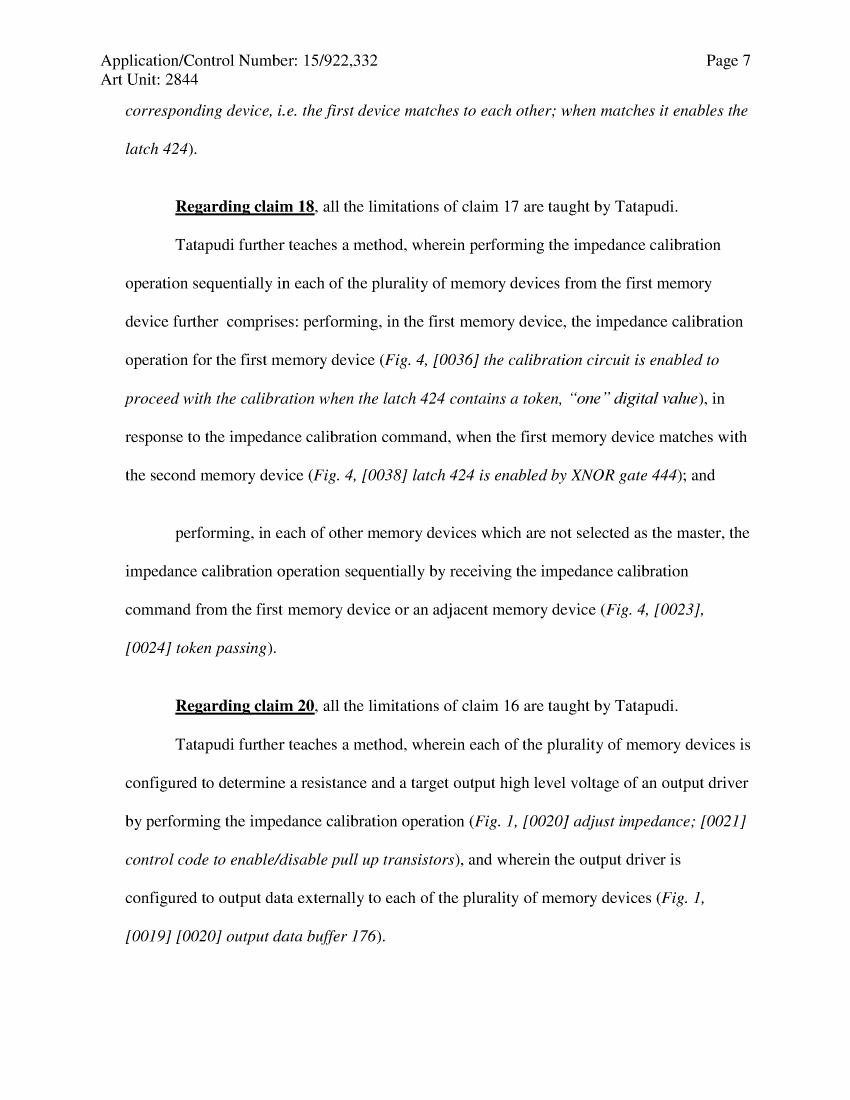 Application/Control Number: 15/922,332 Page 7
Art Unit: 2844
corresponding device, i.e. the first device matches to each other; when matches it enables the
latch 424).
Regarding claim 18, all the limitations of claim 17 are taught by Tatapudi.
Tatapudi further teaches a method, wherein performing the impedance calibration
operation sequentially in each of the plurality of memory devices from the first memory
device further  comprises: performing, in the first memory device, the impedance calibration
operation for the first memory device (Fig. 4, [0036] the calibration circuit is enabled to
proceed with the calibration when the latch 424 contains a token, “one” digital value), in
response to the impedance calibration command, when the first memory device matches with
the second memory device (Fig. 4, [0038] latch 424 is enabled by XNOR gate 444); and
performing, in each of other memory devices which are not selected as the master, the
impedance calibration operation sequentially by receiving the impedance calibration
command from the first memory device or an adjacent memory device (Fig. 4, [0023],
[0024] token passing).
Regarding claim 20, all the limitations of claim 16 are taught by Tatapudi.
Tatapudi further teaches a method, wherein each of the plurality of memory devices is
configured to determine a resistance and a target output high level voltage of an output driver
by performing the impedance calibration operation (Fig. 1, [0020] adjust impedance; [0021]
control code to enable/disable pull up transistors), and wherein the output driver is
configured to output data externally to each of the plurality of memory devices (Fig. 1,
[0019] [0020] output data buffer 176).